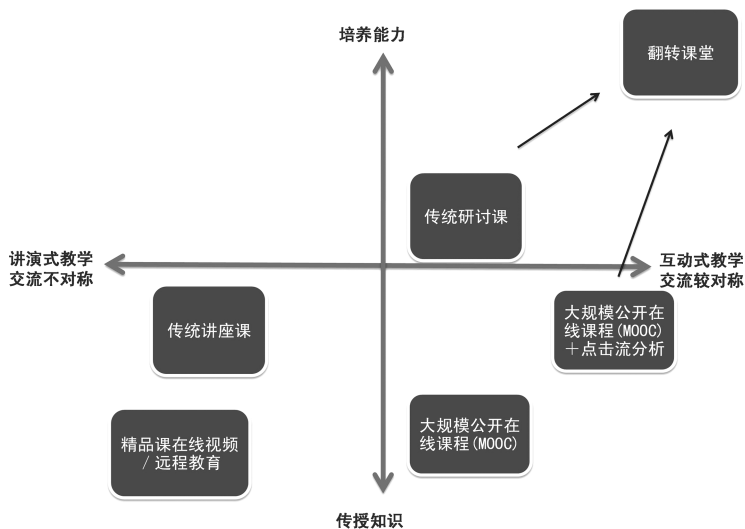 培养能力
翻转课堂
传统研讨课
讲演式教学
交流不对称
互动式教学
交流较对称
传统讲座课
大规模公开在
线课程(MOOC)
＋点击流分析
精品课在线视频
/ 远程教育
大规模公开在
线课程(MOOC)
传授知识